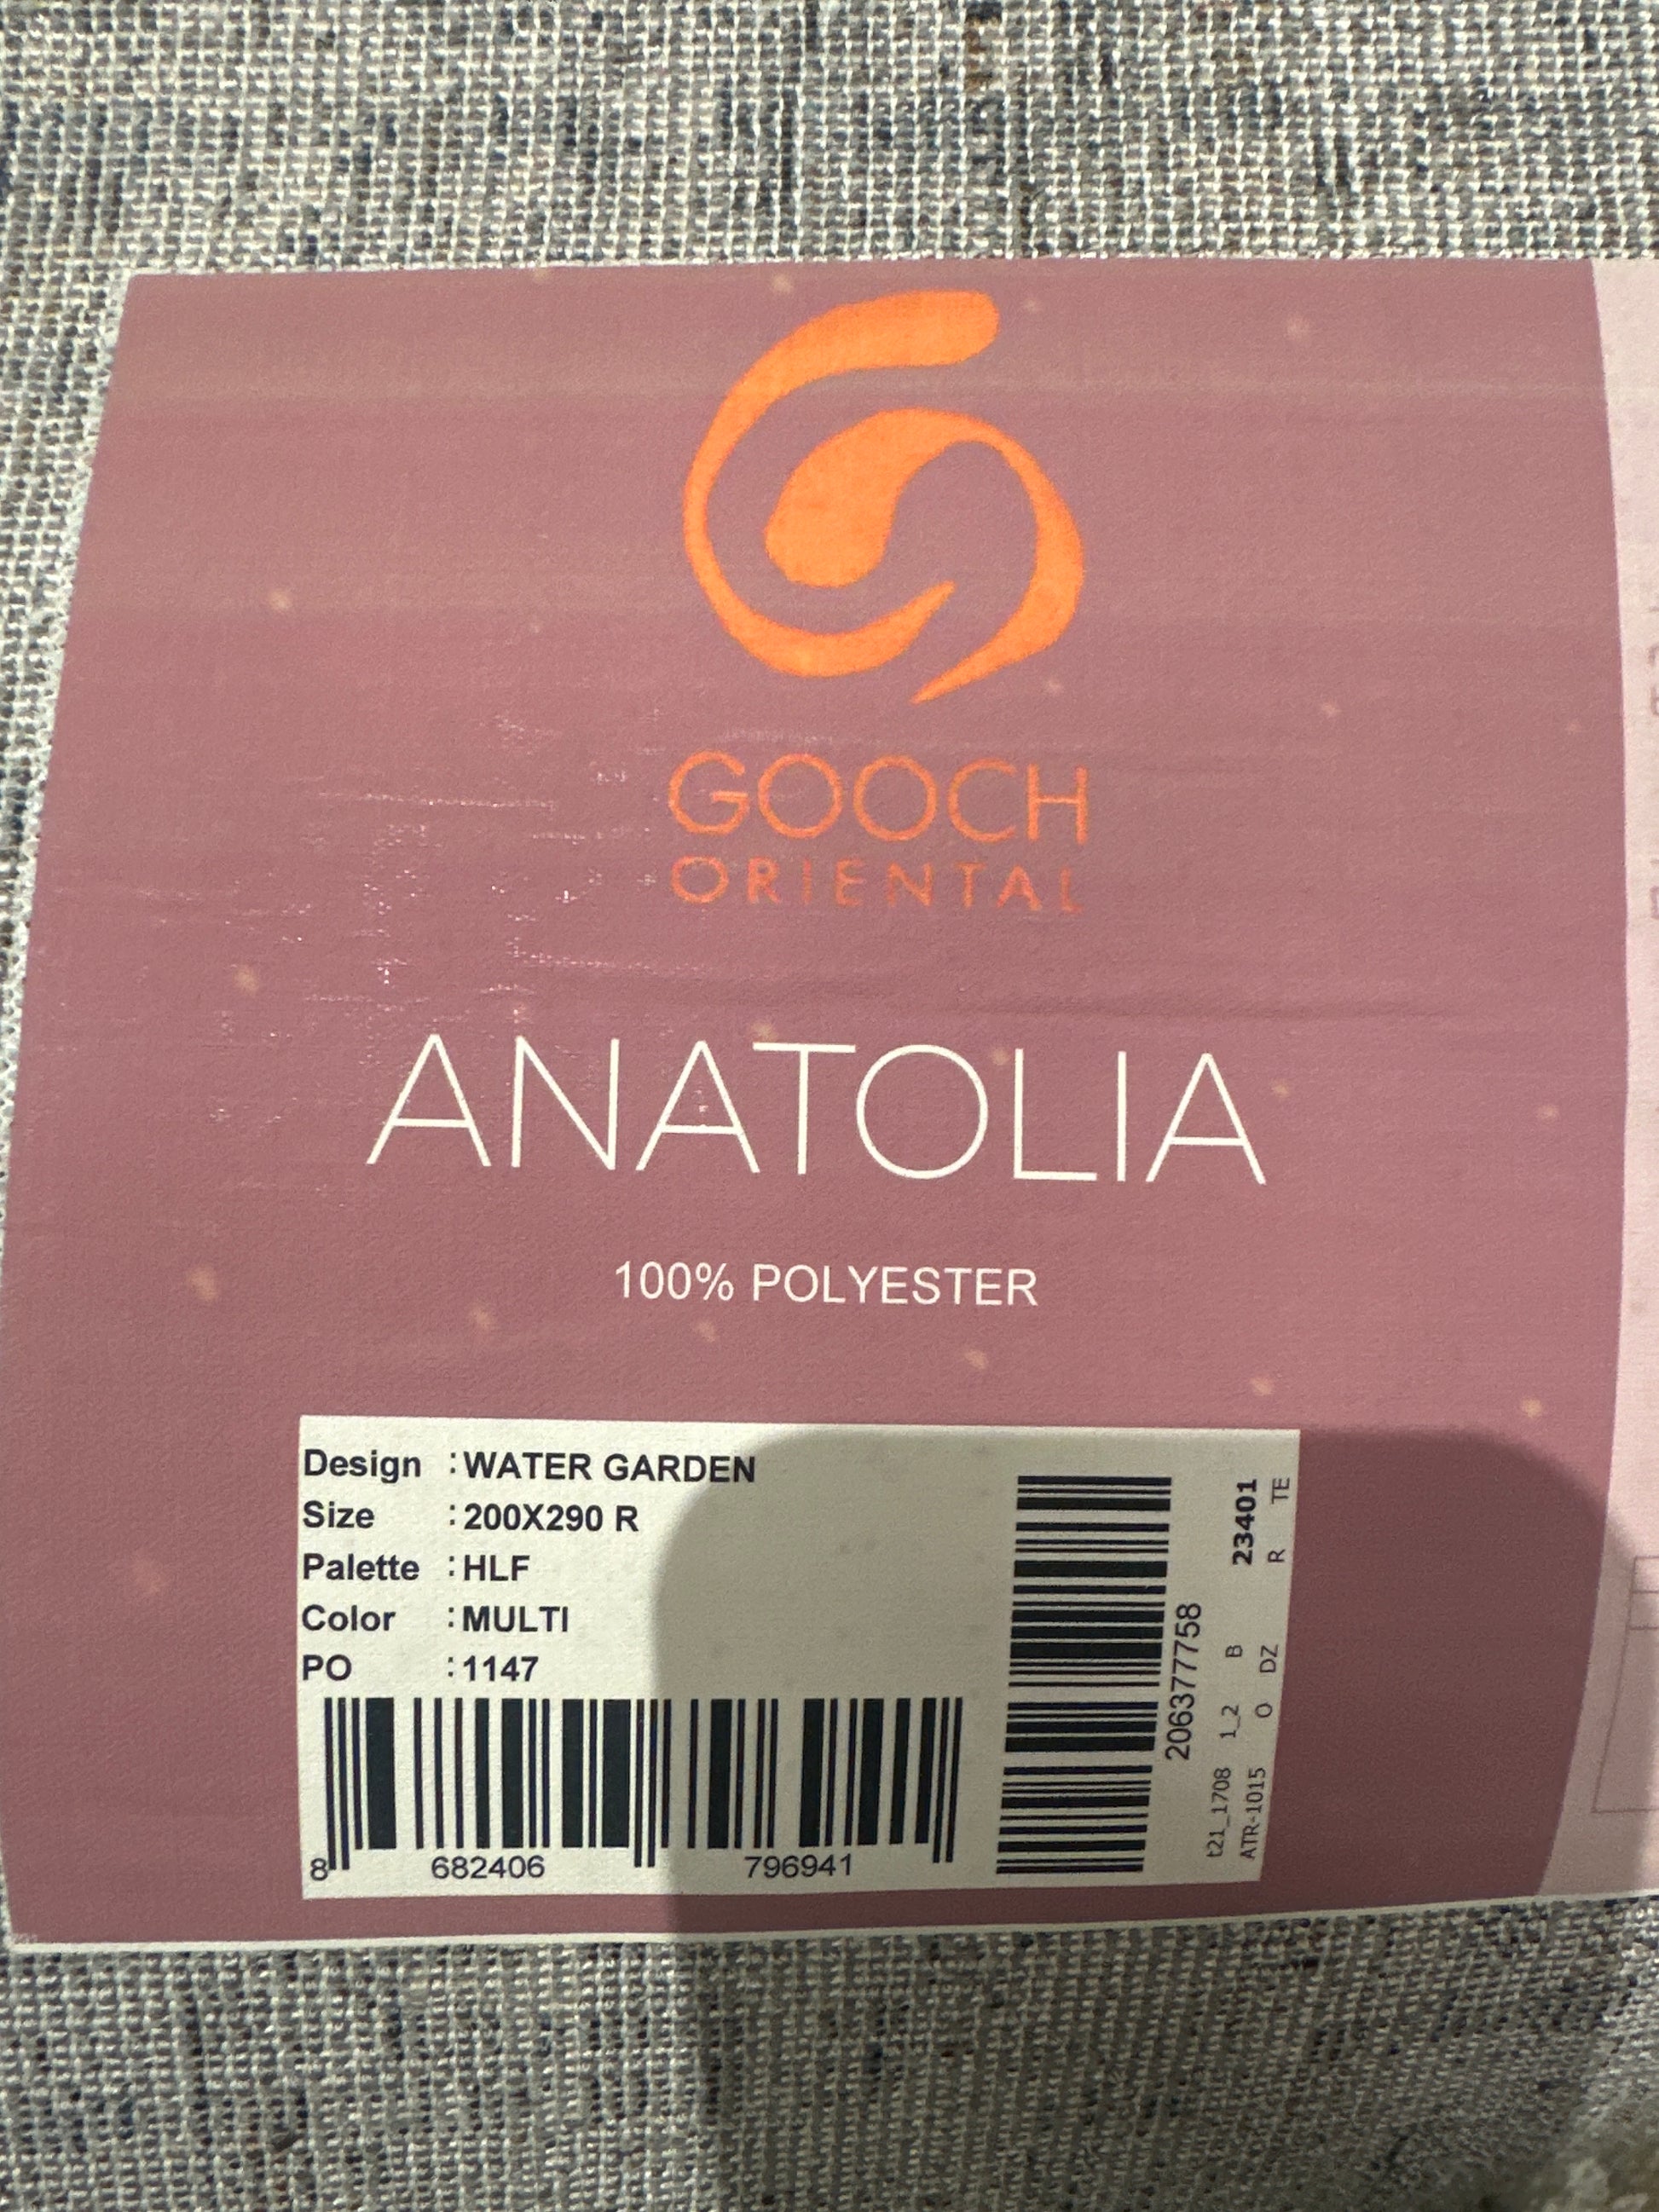 GOOCH
ORIENTAL
ANATOLIA
100% POLYESTER
Design :WATER GARDEN
Size :200X290 R
Palette :HLF
Color :MULTI
PO :1147
8 682406 796941
206377758
t21_1708 1_2 B 23401
ATR-1015 O DZ R TE